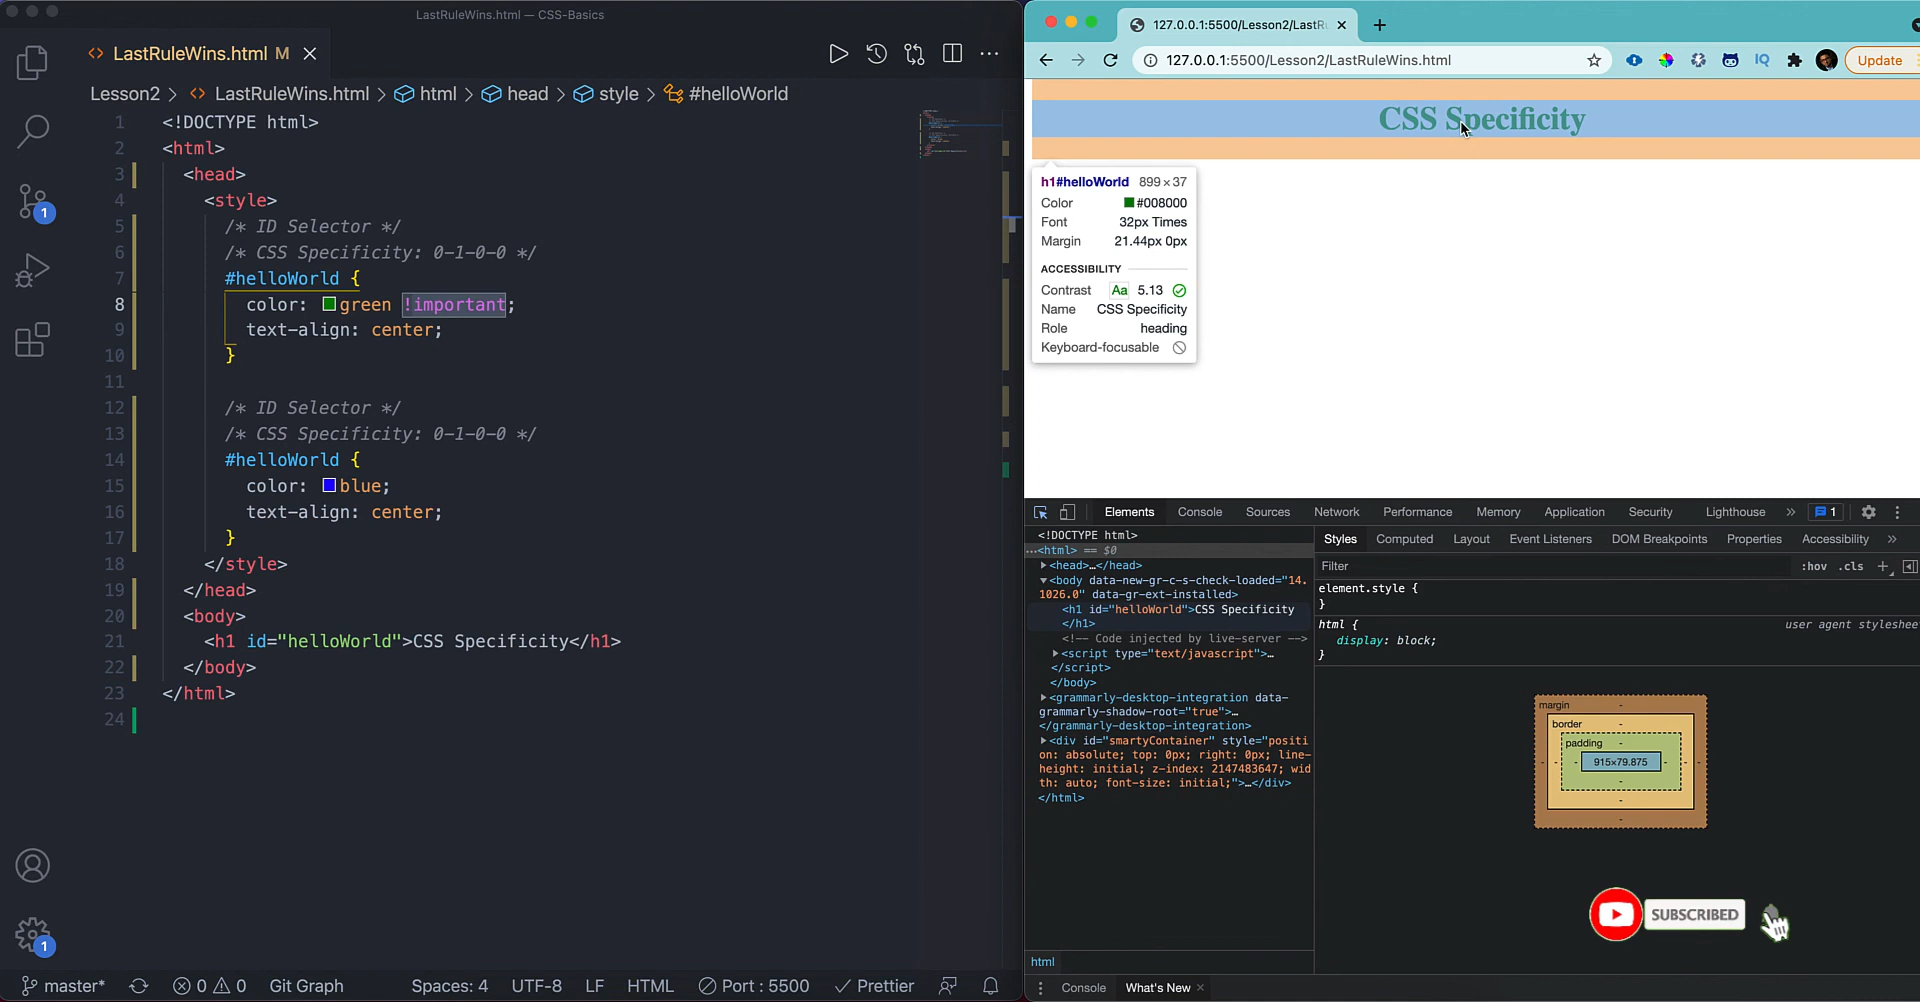 LastRuleWins.html — CSS-Basics
LastRuleWins.html M
Lesson2 > LastRuleWins.html > html > head > style > #helloWorld
1 <!DOCTYPE html>
2 <html>
3 <head>
4 <style>
5 /* ID Selector */
6 /* CSS Specificity: 0-1-0-0 */
7 #helloWorld {
8 color: green !important;
9 text-align: center;
10 }
11
12 /* ID Selector */
13 /* CSS Specificity: 0-1-0-0 */
14 #helloWorld {
15 color: blue;
16 text-align: center;
17 }
18 </style>
19 </head>
20 <body>
21 <h1 id="helloWorld">CSS Specificity</h1>
22 </body>
23 </html>
24
1
1
master* 0 0 Git Graph Spaces: 4 UTF-8 LF HTML Port : 5500 Prettier
127.0.0.1:5500/Lesson2/LastRu
127.0.0.1:5500/Lesson2/LastRuleWins.html
IQ
Update
CSS Specificity
h1#helloWorld 899 × 37
Color #008000
Font 32px Times
Margin 21.44px 0px
ACCESSIBILITY
Contrast Aa 5.13
Name CSS Specificity
Role heading
Keyboard-focusable
Elements Console Sources Network Performance Memory Application Security Lighthouse » 1
<!DOCTYPE html>
…<html> == $0
<head>…</head>
<body data-new-gr-c-s-check-loaded="14.
1026.0" data-gr-ext-installed>
<h1 id="helloWorld">CSS Specificity
</h1>
<!-- Code injected by live-server -->
<script type="text/javascript">…
</script>
</body>
<grammarly-desktop-integration data-
grammarly-shadow-root="true">…
</grammarly-desktop-integration>
<div id="smartyContainer" style="positi
on: absolute; top: 0px; right: 0px; line-
height: initial; z-index: 2147483647; wid
th: auto; font-size: initial;">…</div>
</html>
html
Styles Computed Layout Event Listeners DOM Breakpoints Properties Accessibility »
Filter :hov .cls +
element.style {
}
html { user agent styleshee
display: block;
}
margin -
border -
padding -
- - - 915×79.875 - - -
-
-
-
SUBSCRIBED
Console What's New ×